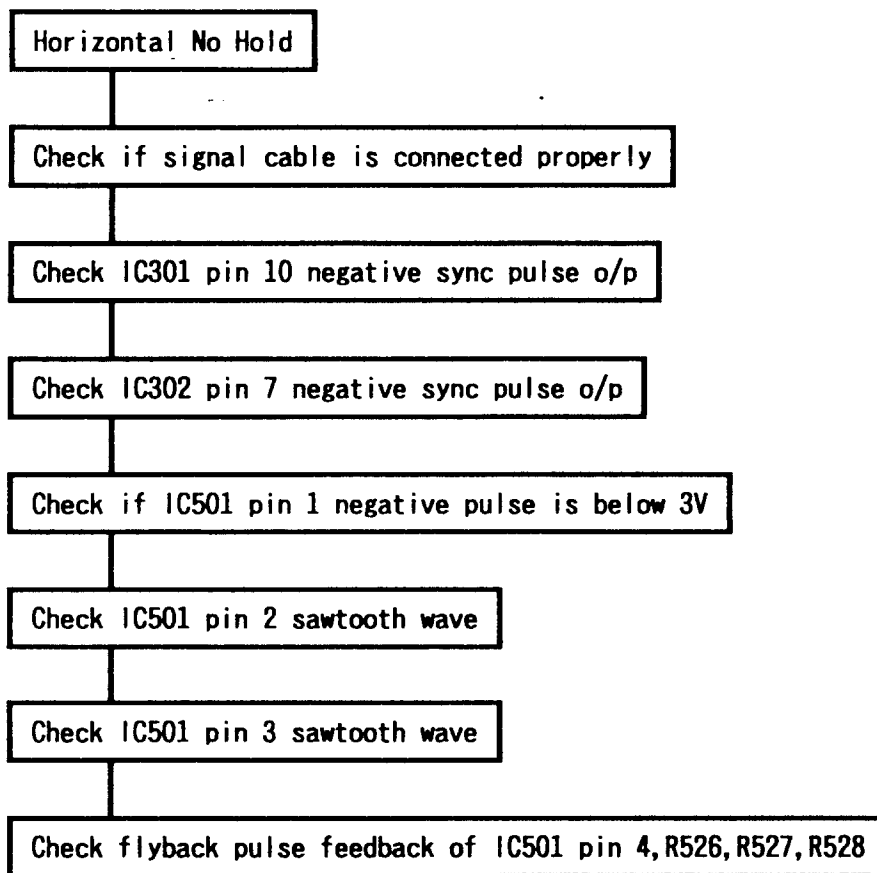 Horizontal No Hold
Check if signal cable is connected properly
Check IC301 pin 10 negative sync pulse o/p
Check IC302 pin 7 negative sync pulse o/p
Check if IC501 pin 1 negative pulse is below 3V
Check IC501 pin 2 sawtooth wave
Check IC501 pin 3 sawtooth wave
Check flyback pulse feedback of IC501 pin 4,R526,R527,R528